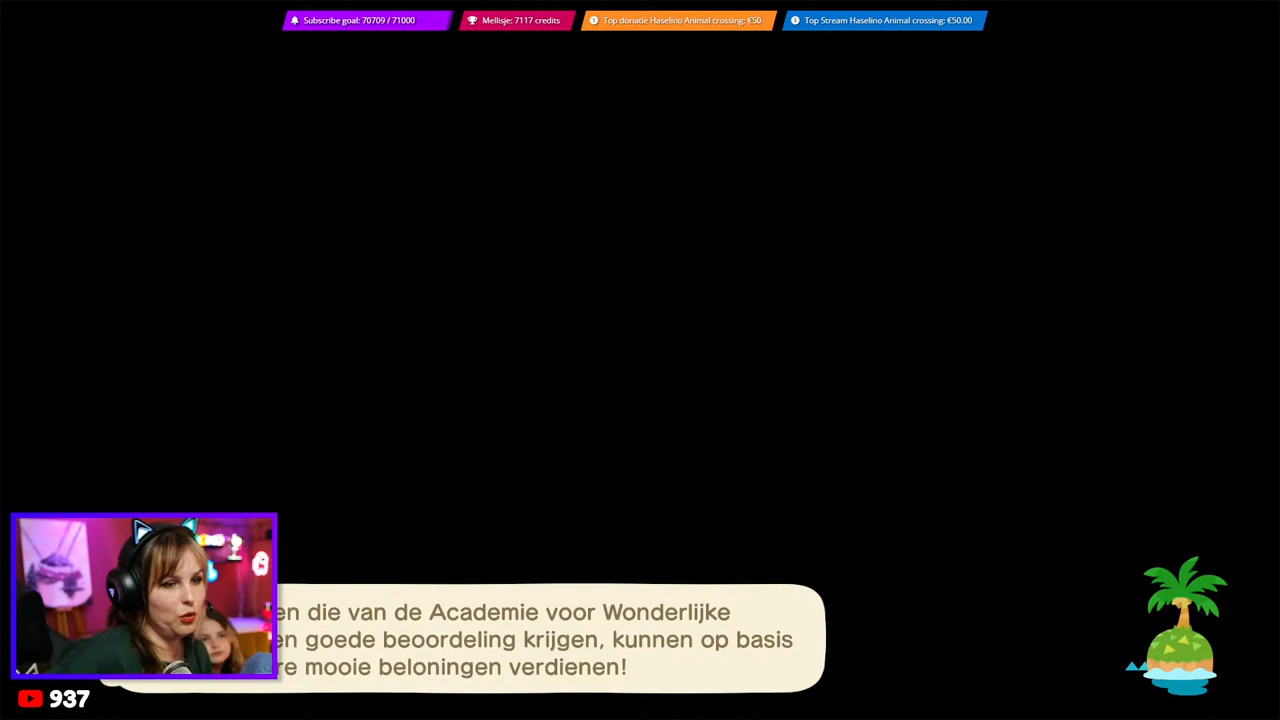 Subscribe goal: 70709 / 71000
Mellisje: 7117 credits
Top donatie Haselino Animal crossing: €50
Top Stream Haselino Animal crossing: €50.00
en die van de Academie voor Wonderlijke
en goede beoordeling krijgen, kunnen op basis
re mooie beloningen verdienen!
937